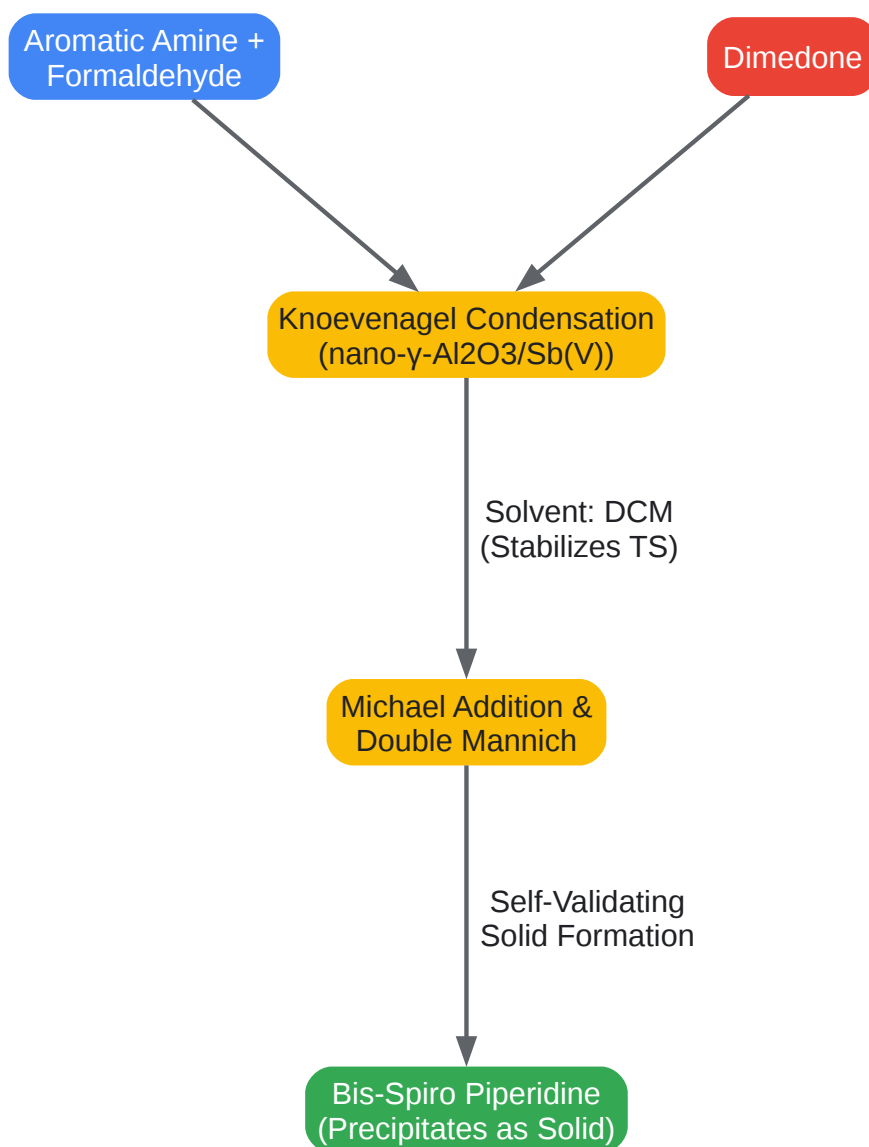 Aromatic Amine +
Formaldehyde
Dimedone
Knoevenagel Condensation
(nano-γ-Al2O3/Sb(V))
Solvent: DCM
(Stabilizes TS)
Michael Addition &
Double Mannich
Self-Validating
Solid Formation
Bis-Spiro Piperidine
(Precipitates as Solid)